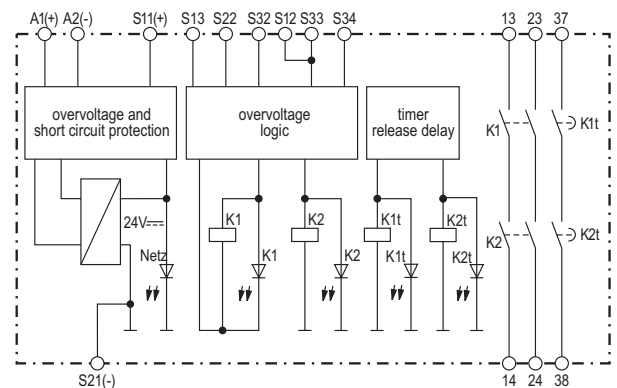 A1(+) A2(-) S11(+) S13 S22 S32 S12 S33 S34 13 23 37
overvoltage and
short circuit protection
overvoltage
logic
timer
release delay
K1 K1t
24V K1 K2 K1t K2t
K2 K2t
Netz K1 K2 K1t K2t
S21(-) 14 24 38